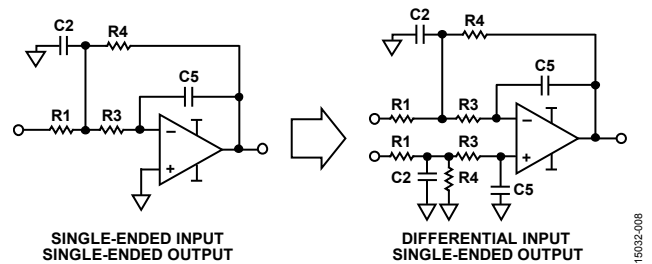 C2
R4
C5
R1
R3
−
+
SINGLE-ENDED INPUT
SINGLE-ENDED OUTPUT
C2
R4
C5
R1
R3
−
R1
R3
+
C2
R4
C5
DIFFERENTIAL INPUT
SINGLE-ENDED OUTPUT
15032-008